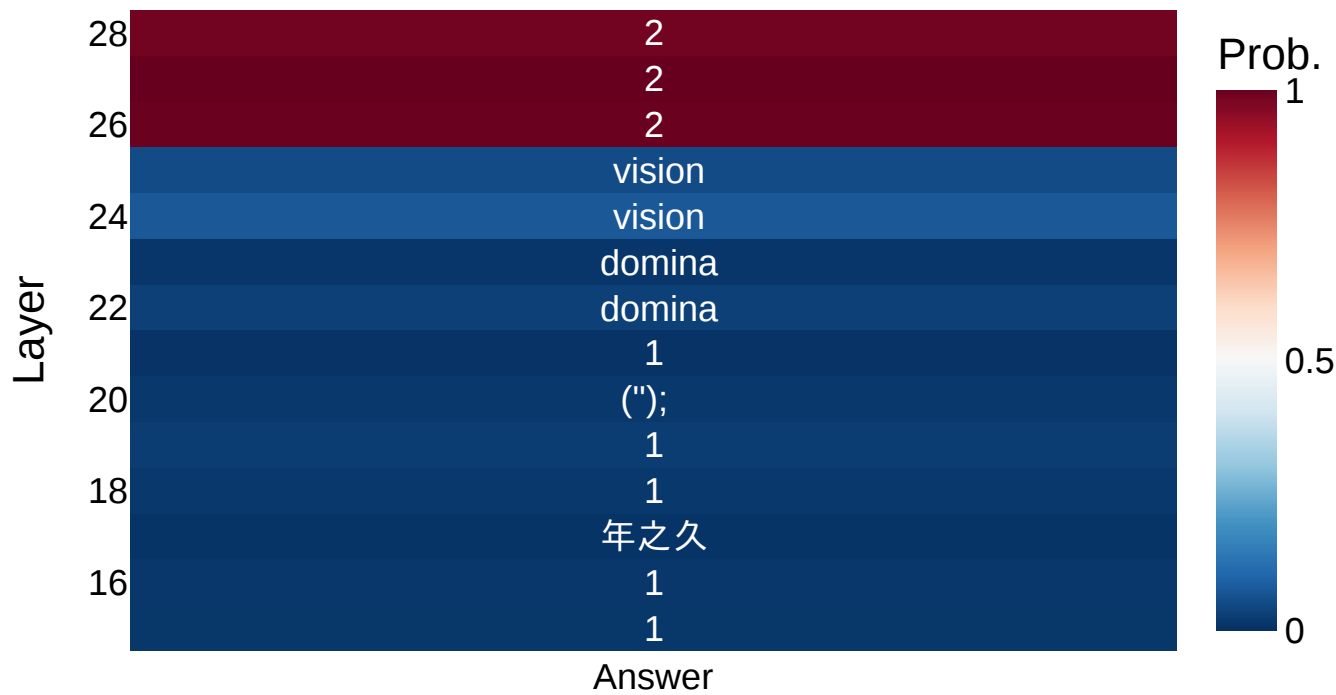 28 2 Prob.
2 1
26 2
vision
24 vision
domina
22 domina
1 0.5
20 (");
1
18 1
年之久
16 1
1 0
Layer
Answer